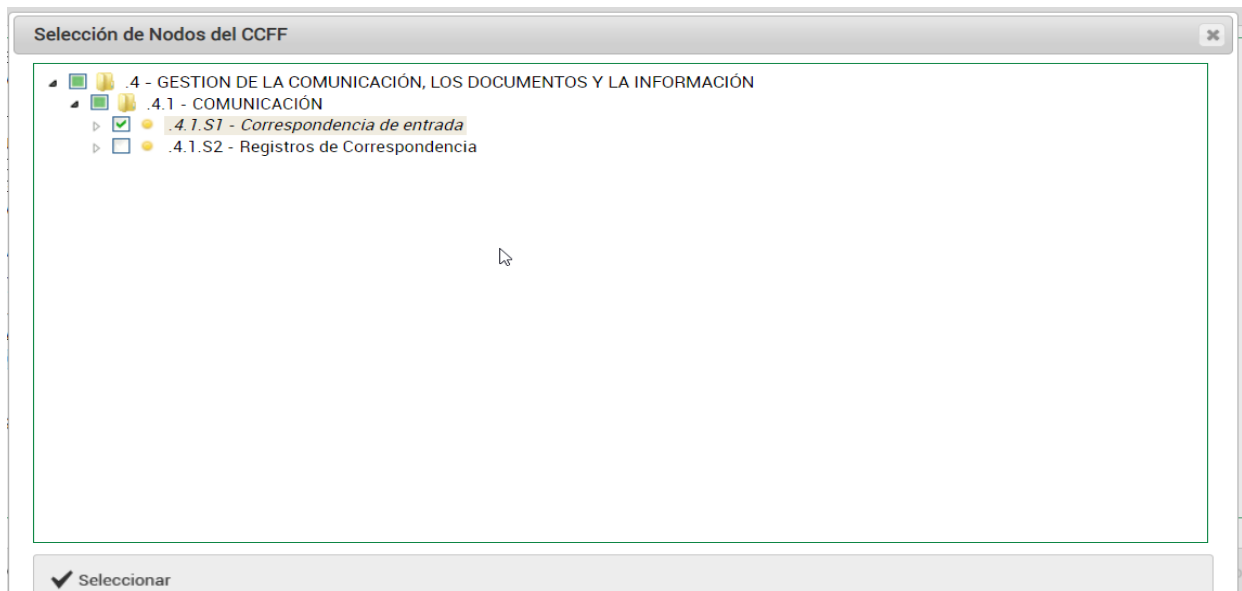 Selección de Nodos del CCFF
.4 - GESTION DE LA COMUNICACIÓN, LOS DOCUMENTOS Y LA INFORMACIÓN
.4.1 - COMUNICACIÓN
.4.1.S1 - Correspondencia de entrada
.4.1.S2 - Registros de Correspondencia
Seleccionar